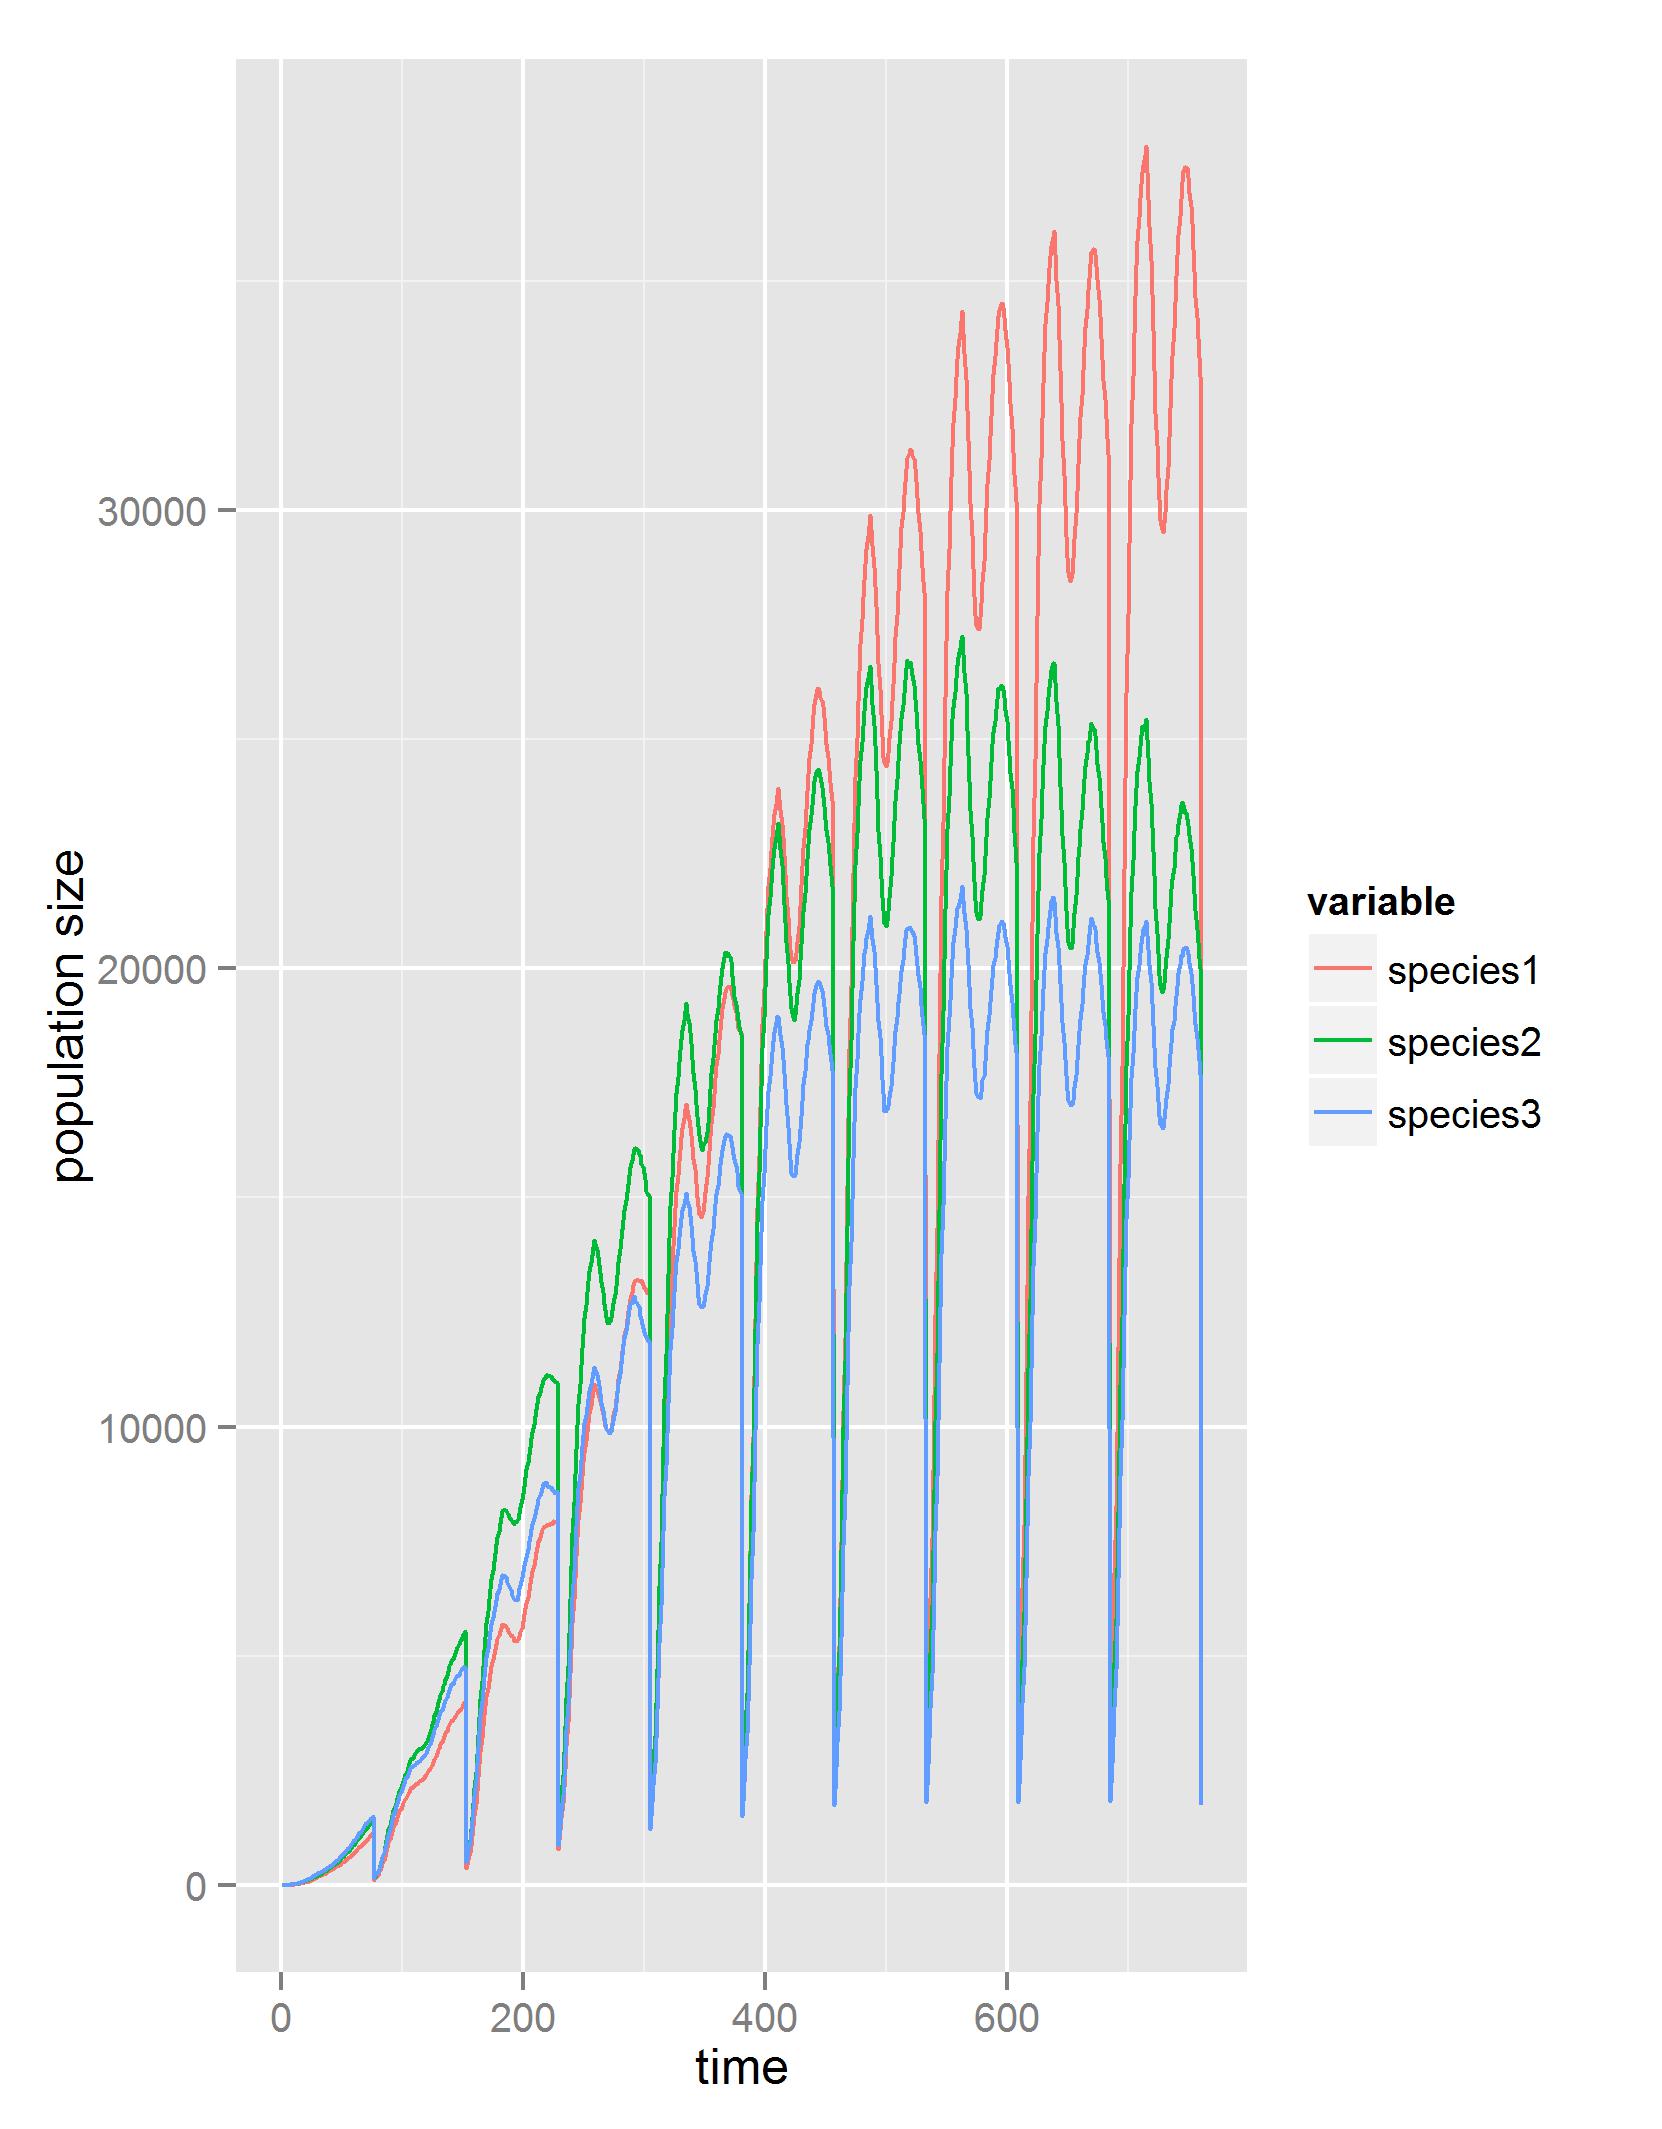 population size
30000
20000
10000
0
0 200 400 600
time
variable
species1
species2
species3